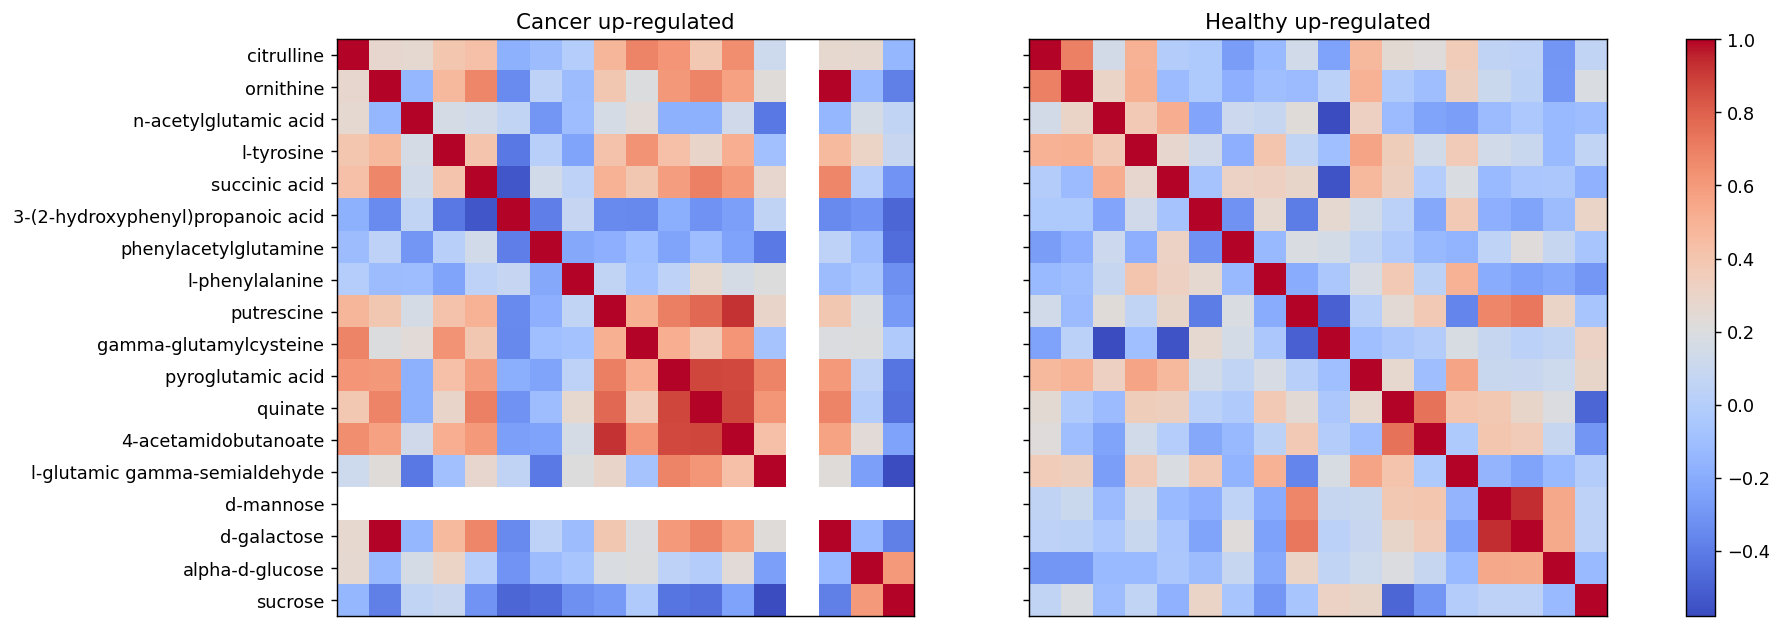 Cancer up-regulated
Healthy up-regulated
citrulline
ornithine
n-acetylglutamic acid
l-tyrosine
succinic acid
3-(2-hydroxyphenyl)propanoic acid
phenylacetylglutamine
l-phenylalanine
putrescine
gamma-glutamylcysteine
pyroglutamic acid
quinate
4-acetamidobutanoate
l-glutamic gamma-semialdehyde
d-mannose
d-galactose
alpha-d-glucose
sucrose
1.0
0.8
0.6
0.4
0.2
0.0
−0.2
−0.4